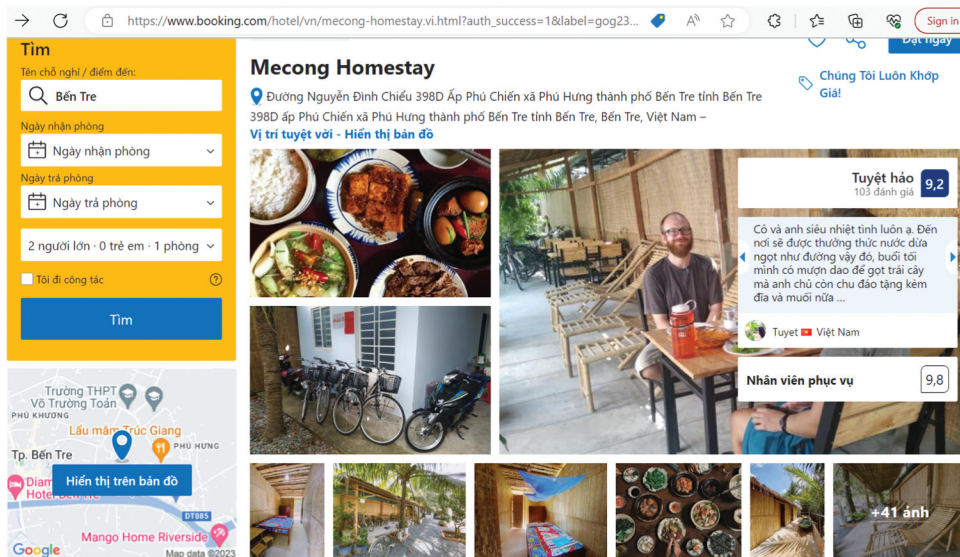 https://www.booking.com/hotel/vn/mecong-homestay.vi.html?auth_success=1&label=gog23...
Sign in
Tìm
Tên chỗ nghỉ / điểm đến:
Bến Tre
Ngày nhận phòng
Ngày nhận phòng
Ngày trả phòng
Ngày trả phòng
2 người lớn · 0 trẻ em · 1 phòng
Tôi đi công tác
Tìm
Trường THPT
Võ Trường Toản
PHÚ KHƯƠNG
Lẩu mắm Trúc Giang
PHÚ HƯNG
Tp. Bến Tre
Hiển thị trên bản đồ
DT885
Mango Home Riverside
Google
Map data ©2023
Đặt ngay
Mecong Homestay
Chúng Tôi Luôn Khớp
Giá!
Đường Nguyễn Đình Chiểu 398D Ấp Phú Chiến xã Phú Hưng thành phố Bến Tre tỉnh Bến Tre
398D ấp Phú Chiến xã Phú Hưng thành phố Bến Tre tỉnh Bến Tre, Bến Tre, Việt Nam –
Vị trí tuyệt vời - Hiển thị bản đồ
Tuyệt hảo
103 đánh giá
9,2
Cô và anh siêu nhiệt tình luôn ạ. Đến
nơi sẽ được thưởng thức nước dừa
ngọt như đường vậy đó, buổi tối
mình có mượn dao để gọt trái cây
mà anh chủ còn chu đáo tặng kèm
đĩa và muối nữa ...
Tuyet Việt Nam
Nhân viên phục vụ
9,8
+41 ảnh